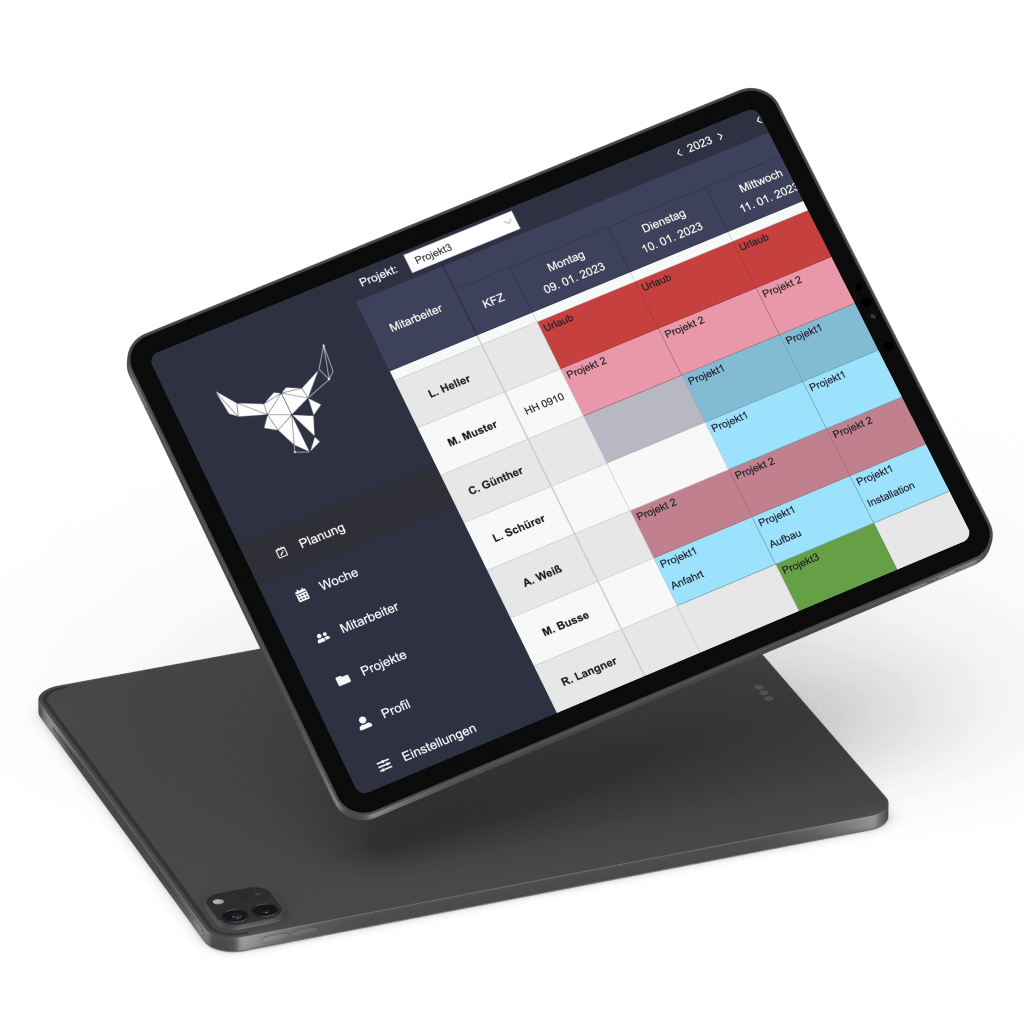 2023
Projekt: Projekt3
Mitarbeiter
KFZ
Montag
09. 01. 2023
Dienstag
10. 01. 2023
Mittwoch
11. 01. 2023
L. Heller
Urlaub
Urlaub
Urlaub
M. Muster
HH 0910
Projekt 2
Projekt 2
Projekt 2
C. Günther
Projekt1
Projekt1
L. Schürer
Projekt1
Projekt1
A. Weiß
Projekt 2
Projekt 2
Projekt 2
M. Busse
Projekt1
Anfahrt
Projekt1
Aufbau
Projekt1
Installation
R. Langner
Projekt3
Planung
Woche
Mitarbeiter
Projekte
Profil
Einstellungen